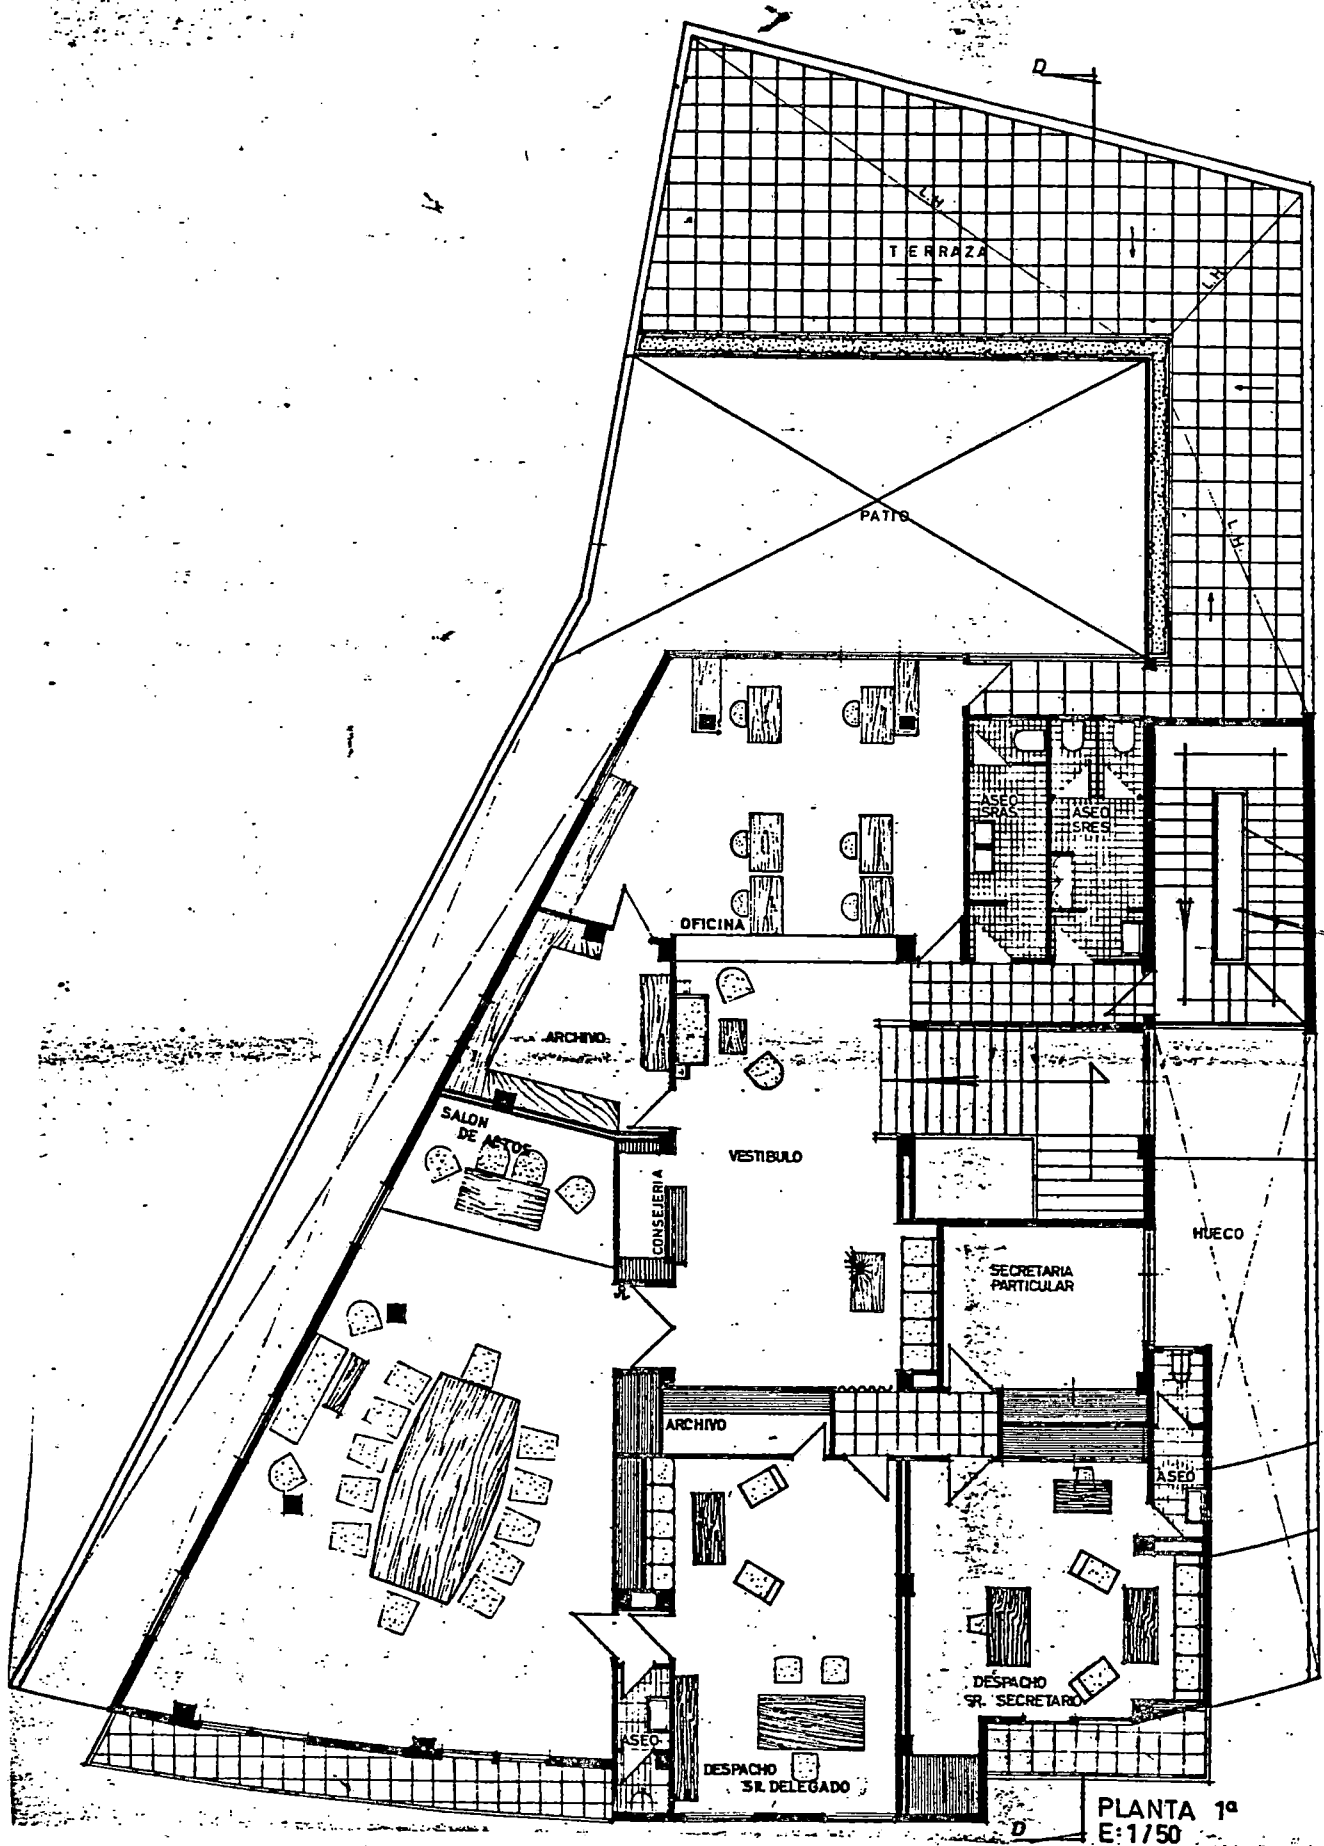 D
L.H.
TERRAZA
L.H.
PATIO
L.H.
ASEO
SRAS
ASEO
SRES
OFICINA
ARCHIVO
SALON
DE ACTOS
VESTIBULO
CONSEJERIA
HUECO
SECRETARIA
PARTICULAR
ARCHIVO
ASEO
DESPACHO
SR. SECRETARIO
ASEO
DESPACHO
SR. DELEGADO
PLANTA 1ª
E:1/50
D